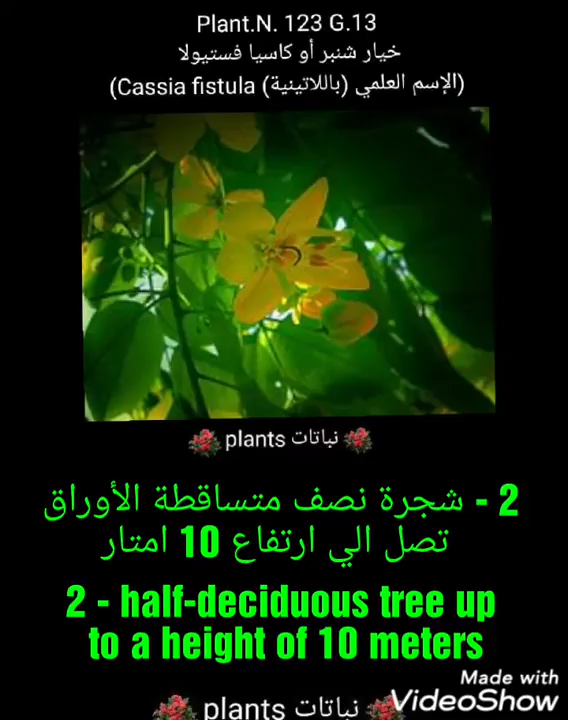 Plant.N. 123 G.13
خيار شنبر أو كاسيا فستيولا
(الإسم العلمي (باللاتينية) Cassia fistula)
نباتات plants
2 - شجرة نصف متساقطة الأوراق
تصل الي ارتفاع 10 امتار
2 - half-deciduous tree up
to a height of 10 meters
Made with
VideoShow
نباتات plants